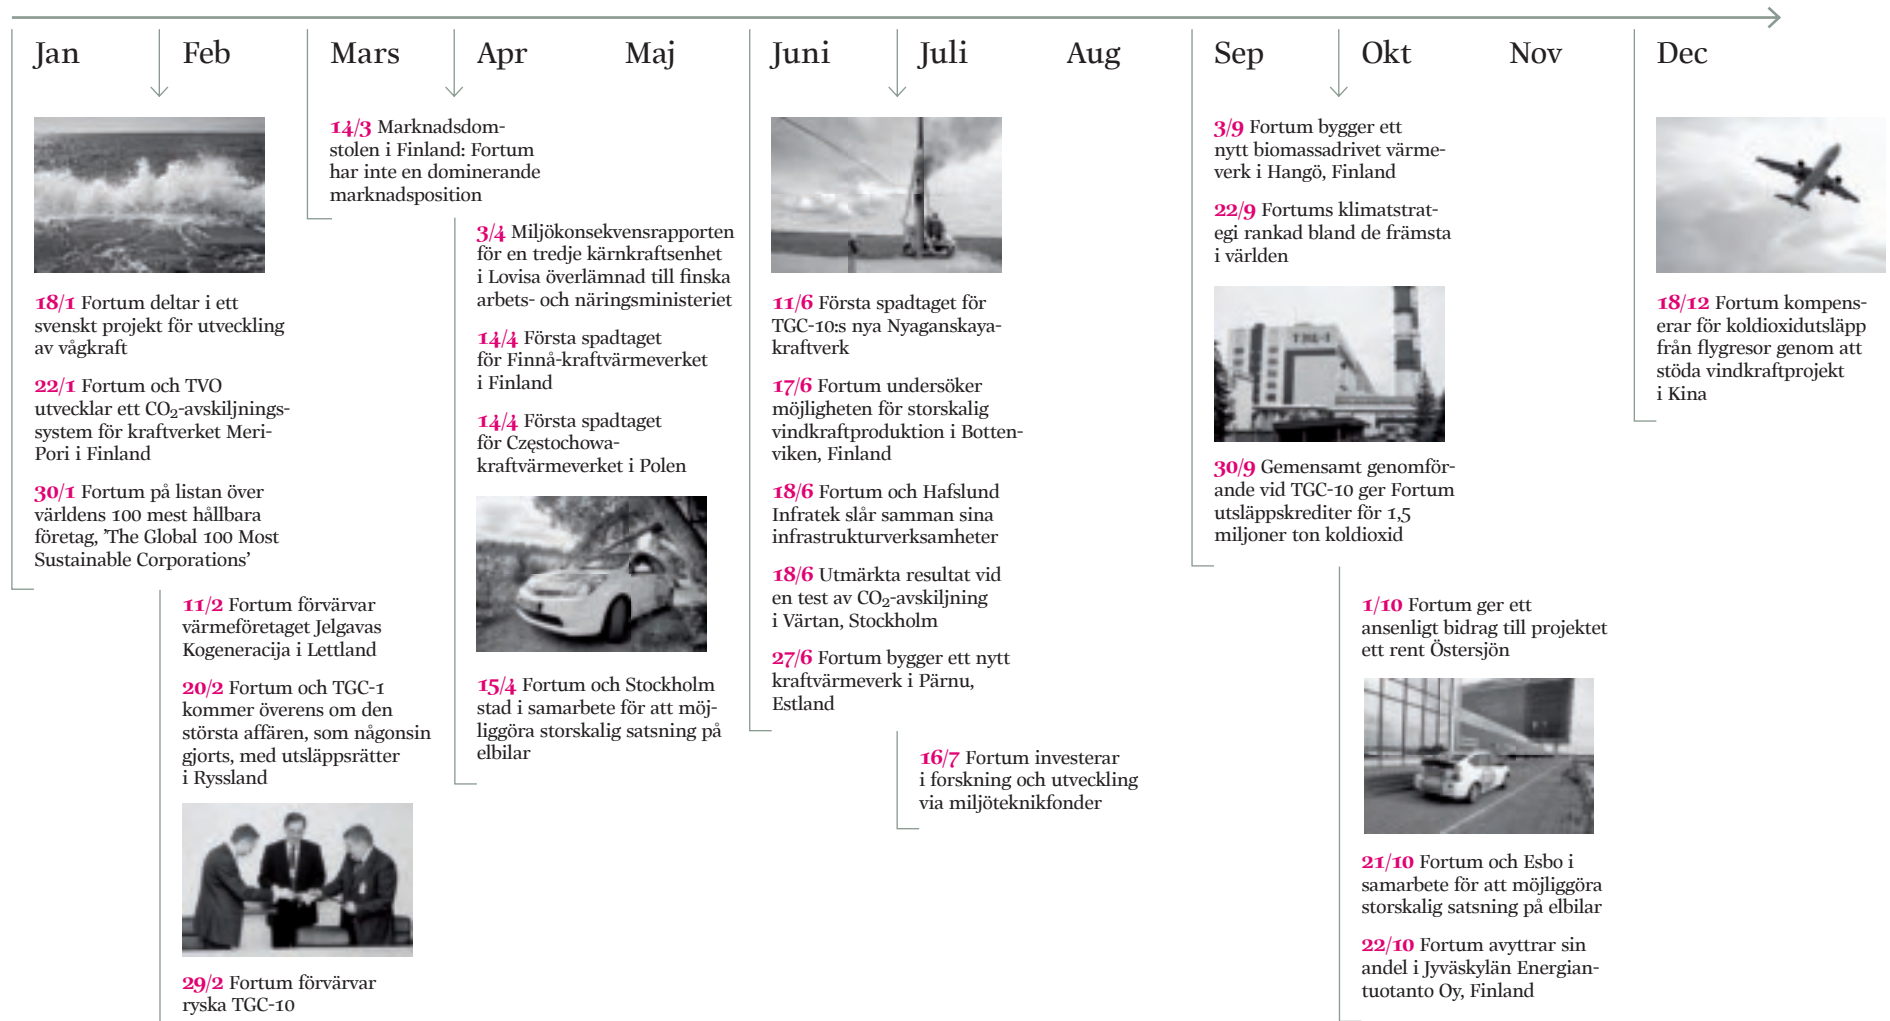 Jan
Feb
Mars
Apr
Maj
Juni
Juli
Aug
Sep
Okt
Nov
Dec
18/1 Fortum deltar i ett
svenskt projekt för utveckling
av vågkraft
22/1 Fortum och TVO
utvecklar ett CO₂-avskiljnings-
system för kraftverket Meri-
Pori i Finland
30/1 Fortum på listan över
världens 100 mest hållbara
företag, ’The Global 100 Most
Sustainable Corporations’
11/2 Fortum förvärvar
värmeföretaget Jelgavas
Kogeneracija i Lettland
20/2 Fortum och TGC-1
kommer överens om den
största affären, som någonsin
gjorts, med utsläppsrätter
i Ryssland
29/2 Fortum förvärvar
ryska TGC-10
14/3 Marknadsdom-
stolen i Finland: Fortum
har inte en dominerande
marknadsposition
3/4 Miljökonsekvensrapporten
för en tredje kärnkraftsenhet
i Lovisa överlämnad till finska
arbets- och näringsministeriet
14/4 Första spadtaget
för Finnå-kraftvärmeverket
i Finland
14/4 Första spadtaget
för Częstochowa-
kraftvärmeverket i Polen
15/4 Fortum och Stockholm
stad i samarbete för att möj-
liggöra storskalig satsning på
elbilar
11/6 Första spadtaget för
TGC-10:s nya Nyaganskaya-
kraftverk
17/6 Fortum undersöker
möjligheten för storskalig
vindkraftproduktion i Botten-
viken, Finland
18/6 Fortum och Hafslund
Infratek slår samman sina
infrastrukturverksamheter
18/6 Utmärkta resultat vid
en test av CO₂-avskiljning
i Värtan, Stockholm
27/6 Fortum bygger ett nytt
kraftvärmeverk i Pärnu,
Estland
16/7 Fortum investerar
i forskning och utveckling
via miljöteknikfonder
3/9 Fortum bygger ett
nytt biomassadrivet värme-
verk i Hangö, Finland
22/9 Fortums klimatstrat-
egi rankad bland de främsta
i världen
30/9 Gemensamt genomför-
ande vid TGC-10 ger Fortum
utsläppskrediter för 1,5
miljoner ton koldioxid
1/10 Fortum ger ett
ansenligt bidrag till projektet
ett rent Östersjön
21/10 Fortum och Esbo i
samarbete för att möjliggöra
storskalig satsning på elbilar
22/10 Fortum avyttrar sin
andel i Jyväskylän Energian-
tuotanto Oy, Finland
18/12 Fortum kompens-
erar för koldioxidutsläpp
från flygresor genom att
stöda vindkraftprojekt
i Kina